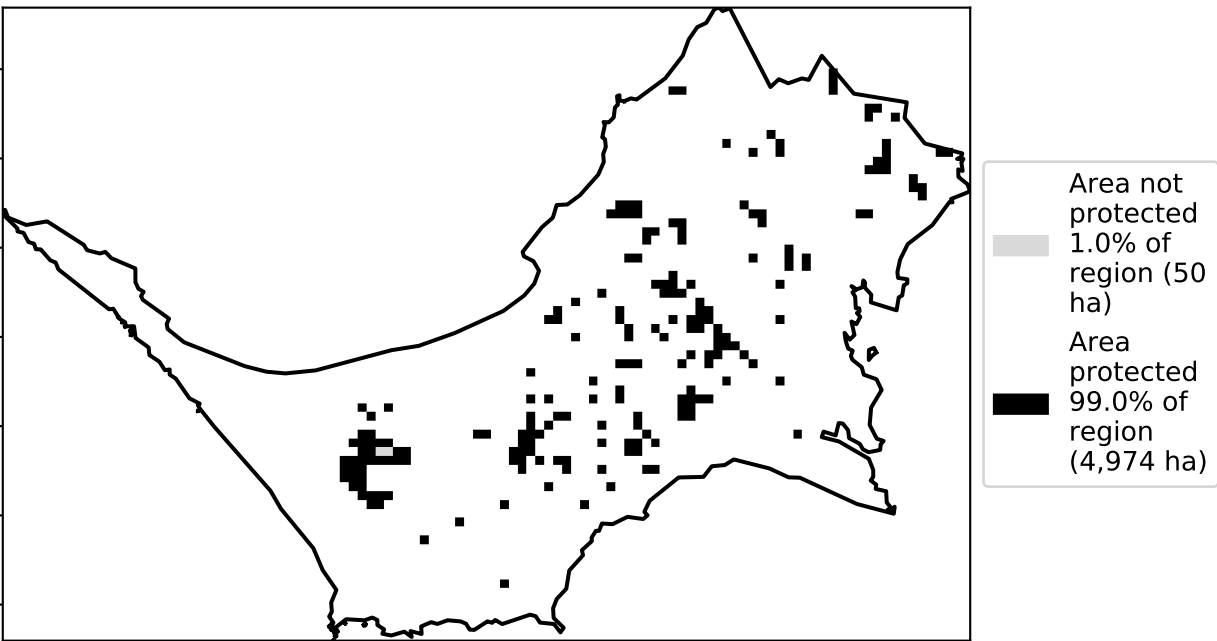 Area not
protected
1.0% of
region (50
ha)
Area
protected
99.0% of
region
(4,974 ha)